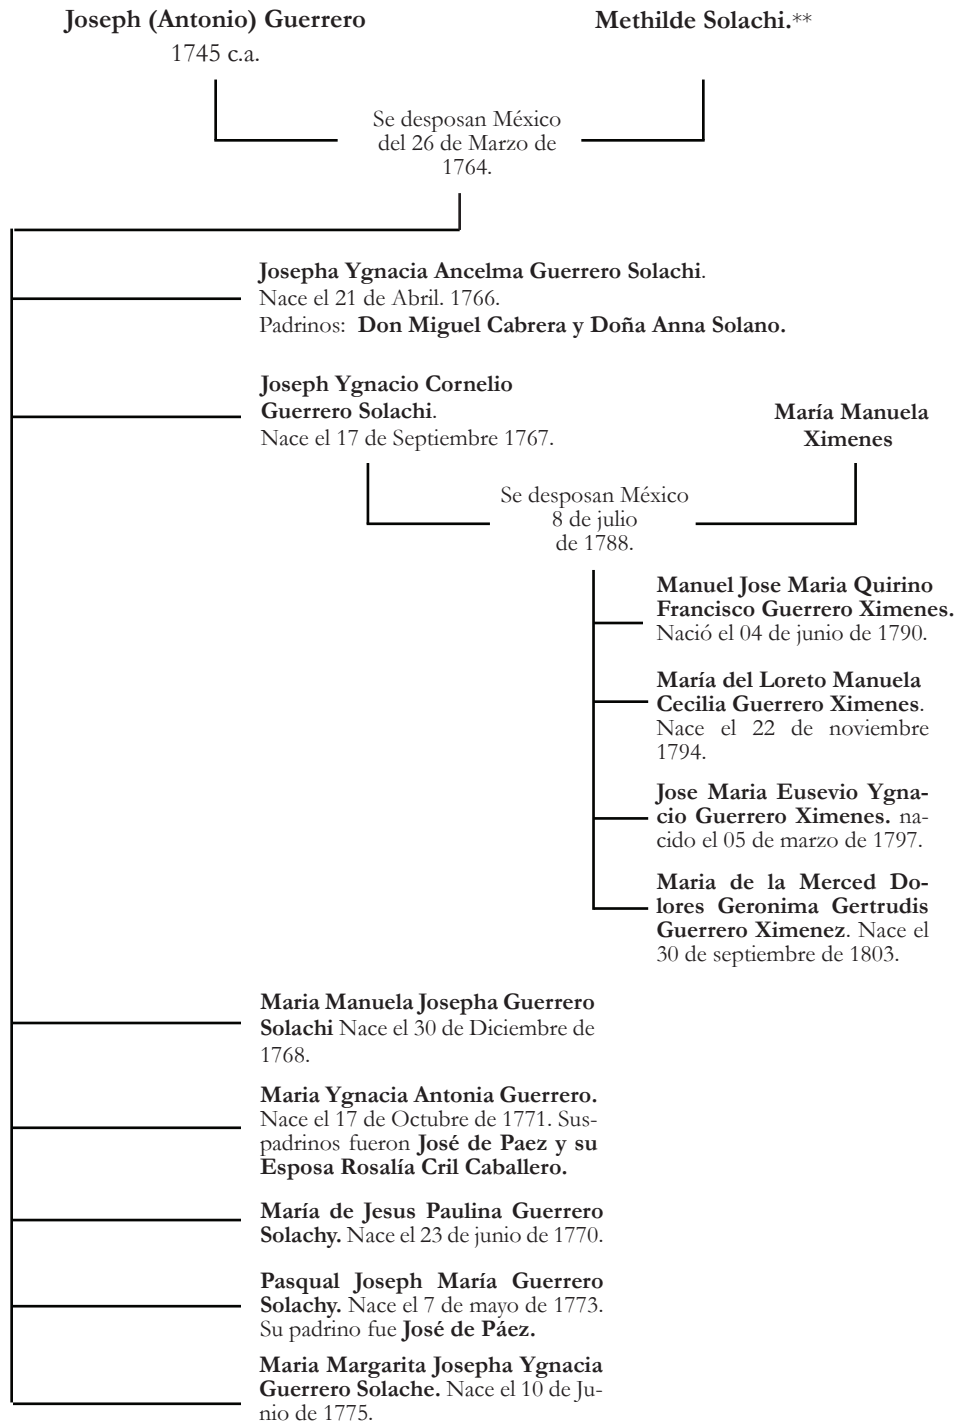 Joseph (Antonio) Guerrero
1745 c.a.
Methilde Solachi.**
Se desposan México
del 26 de Marzo de
1764.
Josepha Ygnacia Ancelma Guerrero Solachi.
Nace el 21 de Abril. 1766.
Padrinos: Don Miguel Cabrera y Doña Anna Solano.
Joseph Ygnacio Cornelio
Guerrero Solachi.
Nace el 17 de Septiembre 1767.
María Manuela
Ximenes
Se desposan México
8 de julio
de 1788.
Manuel Jose Maria Quirino
Francisco Guerrero Ximenes.
Nació el 04 de junio de 1790.
María del Loreto Manuela
Cecilia Guerrero Ximenes.
Nace el 22 de noviembre
1794.
Jose Maria Eusevio Ygna-
cio Guerrero Ximenes. na-
cido el 05 de marzo de 1797.
Maria de la Merced Do-
lores Geronima Gertrudis
Guerrero Ximenez. Nace el
30 de septiembre de 1803.
Maria Manuela Josepha Guerrero
Solachi Nace el 30 de Diciembre de
1768.
Maria Ygnacia Antonia Guerrero.
Nace el 17 de Octubre de 1771. Sus-
padrinos fueron José de Paez y su
Esposa Rosalía Cril Caballero.
María de Jesus Paulina Guerrero
Solachy. Nace el 23 de junio de 1770.
Pasqual Joseph María Guerrero
Solachy. Nace el 7 de mayo de 1773.
Su padrino fue José de Páez.
Maria Margarita Josepha Ygnacia
Guerrero Solache. Nace el 10 de Ju-
nio de 1775.